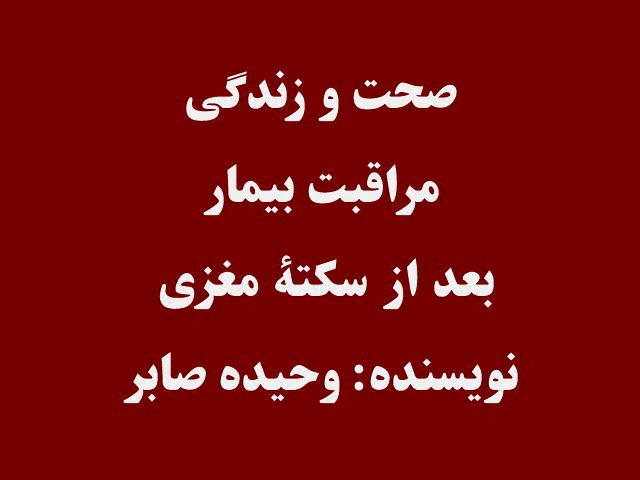 صحت و زندگی
مراقبت بیمار
بعد از سکتهٔ مغزی
نویسنده: وحیده صابر